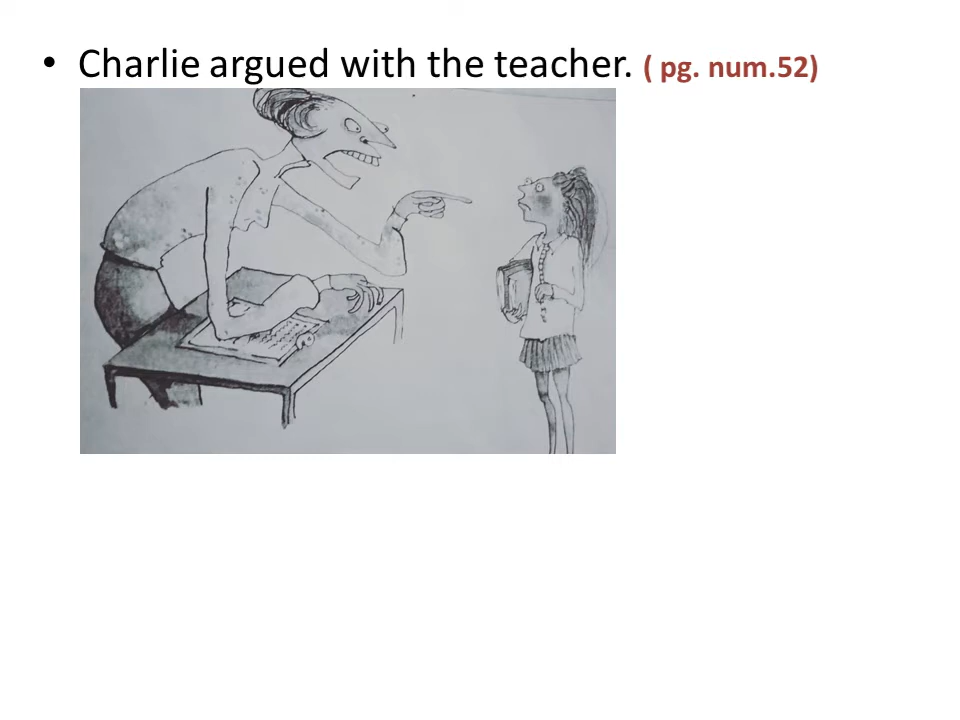 • Charlie argued with the teacher. ( pg. num.52)